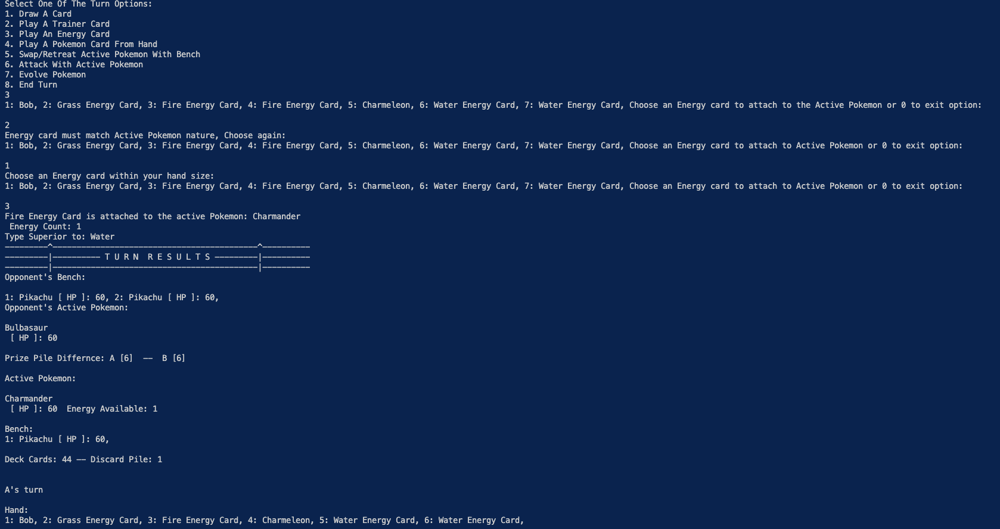 Select One Of The Turn Options:
1. Draw A Card
2. Play A Trainer Card
3. Play An Energy Card
4. Play A Pokemon Card From Hand
5. Swap/Retreat Active Pokemon With Bench
6. Attack With Active Pokemon
7. Evolve Pokemon
8. End Turn
3
1: Bob, 2: Grass Energy Card, 3: Fire Energy Card, 4: Fire Energy Card, 5: Charmeleon, 6: Water Energy Card, 7: Water Energy Card, Choose an Energy card to attach to the Active Pokemon or 0 to exit option:
2
Energy card must match Active Pokemon nature, Choose again:
1: Bob, 2: Grass Energy Card, 3: Fire Energy Card, 4: Fire Energy Card, 5: Charmeleon, 6: Water Energy Card, 7: Water Energy Card, Choose an Energy card to attach to Active Pokemon or 0 to exit option:
1
Choose an Energy card within your hand size:
1: Bob, 2: Grass Energy Card, 3: Fire Energy Card, 4: Fire Energy Card, 5: Charmeleon, 6: Water Energy Card, 7: Water Energy Card, Choose an Energy card to attach to Active Pokemon or 0 to exit option:
3
Fire Energy Card is attached to the active Pokemon: Charmander
Energy Count: 1
Type Superior to: Water
---------^-------------------------------------------^----------
---------|---------- T U R N  R E S U L T S ---------|----------
---------|-------------------------------------------|----------
Opponent's Bench:
1: Pikachu [ HP ]: 60, 2: Pikachu [ HP ]: 60,
Opponent's Active Pokemon:
Bulbasaur
[ HP ]: 60
Prize Pile Differnce: A [6]  --  B [6]
Active Pokemon:
Charmander
[ HP ]: 60  Energy Available: 1
Bench:
1: Pikachu [ HP ]: 60,
Deck Cards: 44 -- Discard Pile: 1
A's turn
Hand:
1: Bob, 2: Grass Energy Card, 3: Fire Energy Card, 4: Charmeleon, 5: Water Energy Card, 6: Water Energy Card,